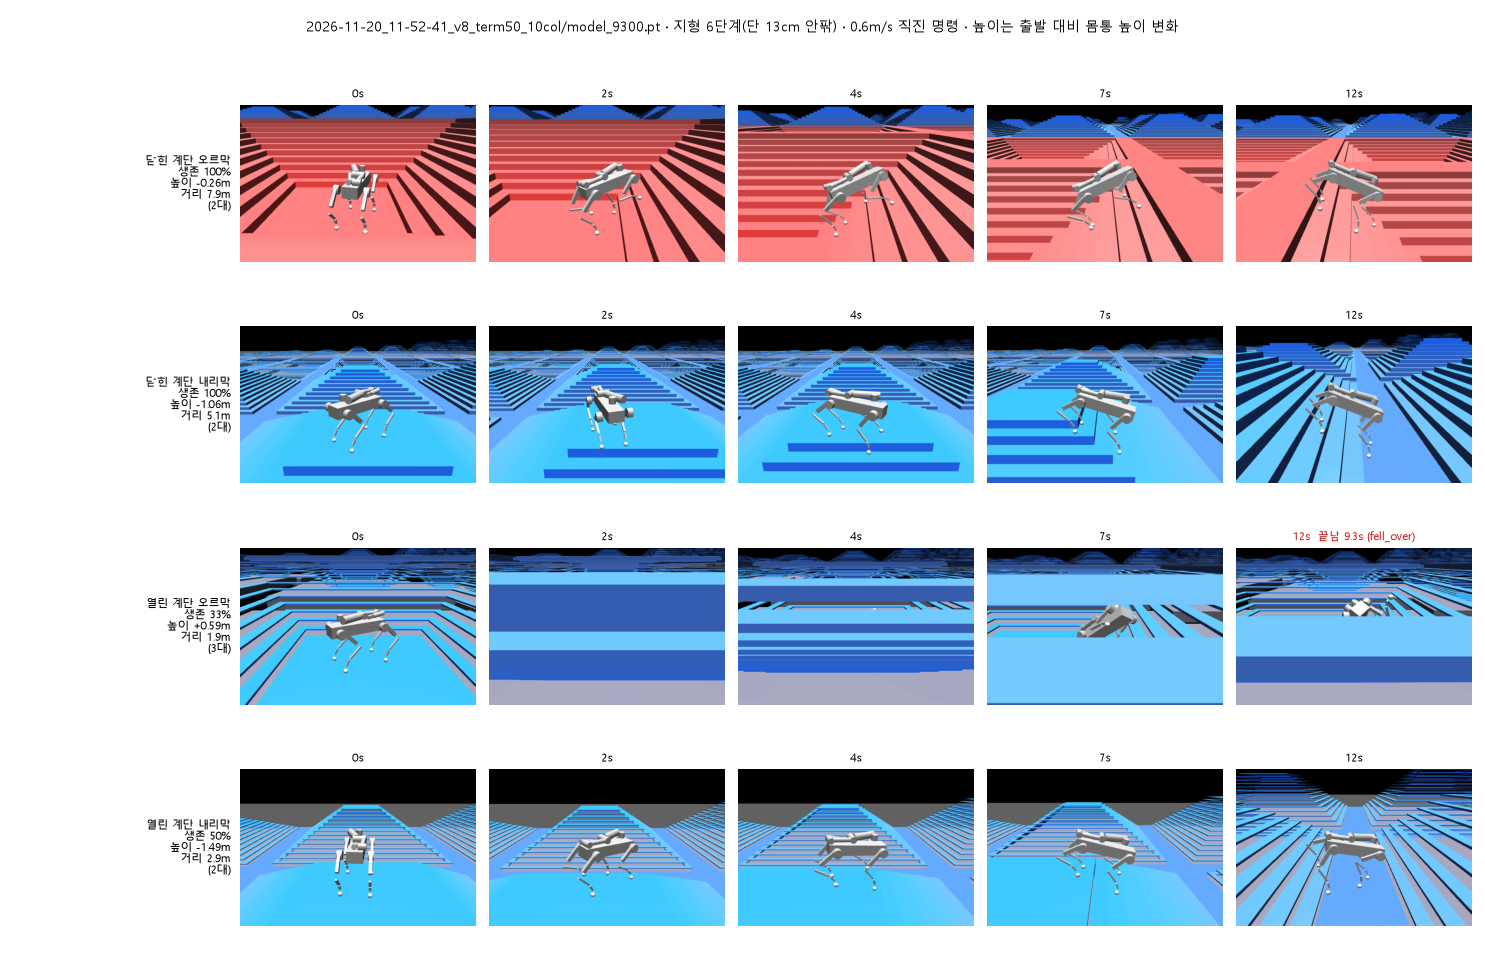 2026-11-20_11-52-41_v8_term50_10col/model_9300.pt · 지형 6단계(단 13cm 안팎) · 0.6m/s 직진 명령 · 높이는 출발 대비 몸통 높이 변화
0s 2s 4s 7s 12s
닫힌 계단 오르막
생존 100%
높이 -0.26m
거리 7.9m
(2대)
0s 2s 4s 7s 12s
닫힌 계단 내리막
생존 100%
높이 -1.06m
거리 5.1m
(2대)
0s 2s 4s 7s 12s 끝남 9.3s (fell_over)
열린 계단 오르막
생존 33%
높이 +0.59m
거리 1.9m
(3대)
0s 2s 4s 7s 12s
열린 계단 내리막
생존 50%
높이 -1.49m
거리 2.9m
(2대)